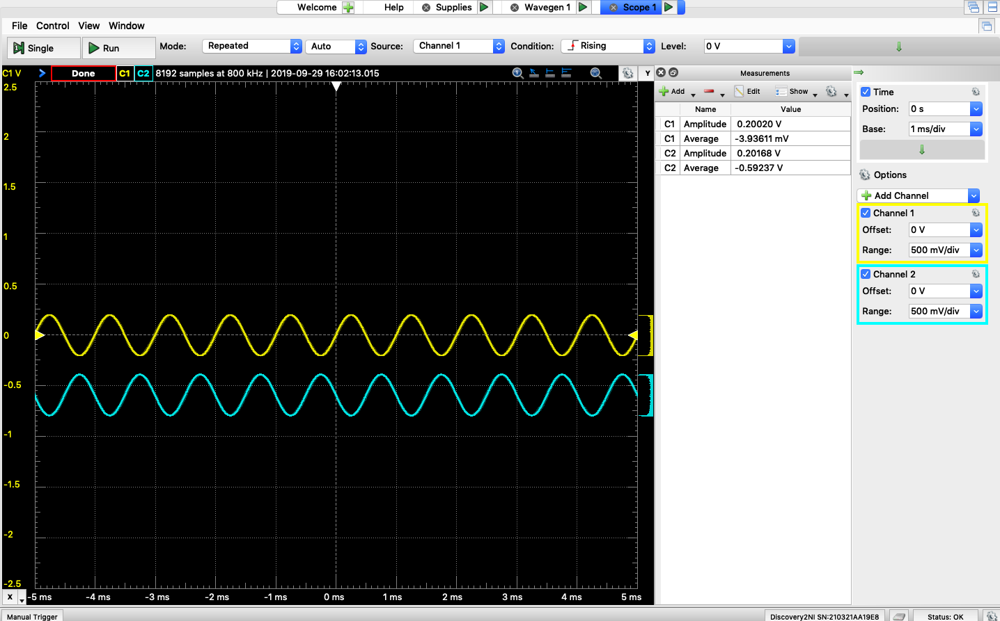 Welcome Help Supplies Wavegen 1 Scope 1
File Control View Window
Single Run Mode: Repeated Auto Source: Channel 1 Condition: Rising Level: 0 V
C1 V Done C1 C2 8192 samples at 800 kHz | 2019-09-29 16:02:13.015 Y
2.5
2
1.5
1
0.5
0
-0.5
-1
-1.5
-2
-2.5
X -5 ms -4 ms -3 ms -2 ms -1 ms 0 ms 1 ms 2 ms 3 ms 4 ms 5 ms
Measurements
Add Edit Show
Name Value
C1 Amplitude 0.20020 V
C1 Average -3.93611 mV
C2 Amplitude 0.20168 V
C2 Average -0.59237 V
Time
Position: 0 s
Base: 1 ms/div
Options
Add Channel
Channel 1
Offset: 0 V
Range: 500 mV/div
Channel 2
Offset: 0 V
Range: 500 mV/div
Manual Trigger Discovery2NI SN:210321AA19E8 Status: OK